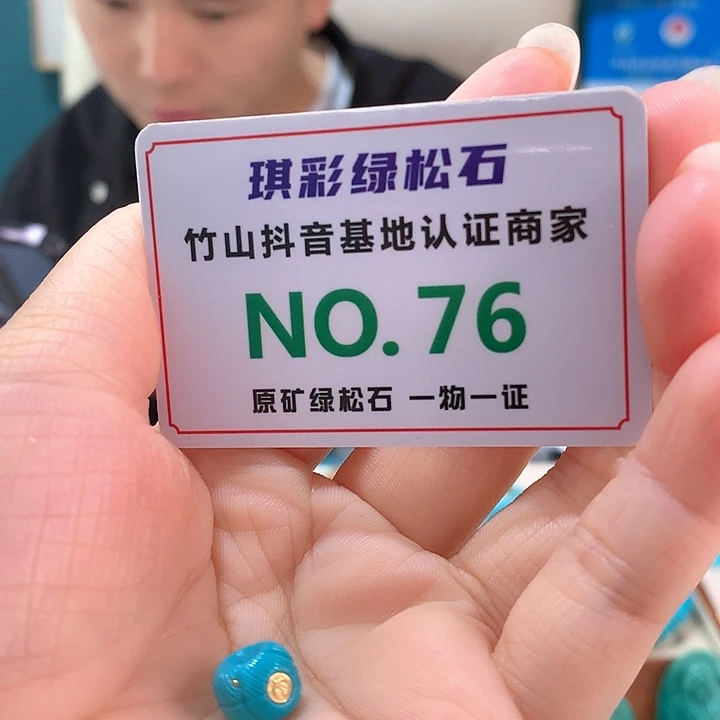 琪彩绿松石
竹山抖音基地认证商家
NO.76
原矿绿松石 一物一证